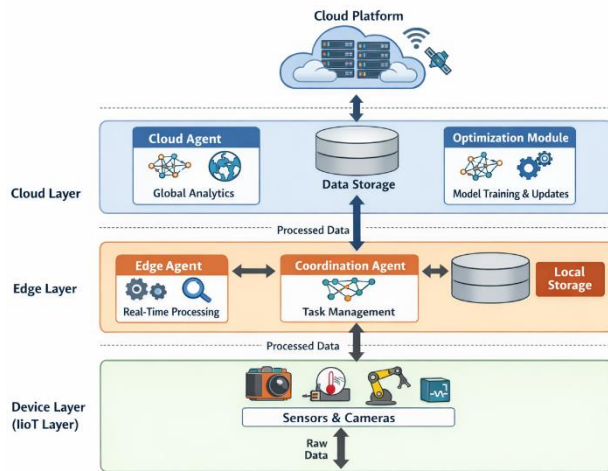 Cloud Platform
Cloud Agent
Global Analytics
Data Storage
Optimization Module
Model Training & Updates
Cloud Layer
Processed Data
Edge Agent
Real-Time Processing
Coordination Agent
Task Management
Local
Storage
Edge Layer
Processed Data
Device Layer
(IioT Layer)
Sensors & Cameras
Raw
Data